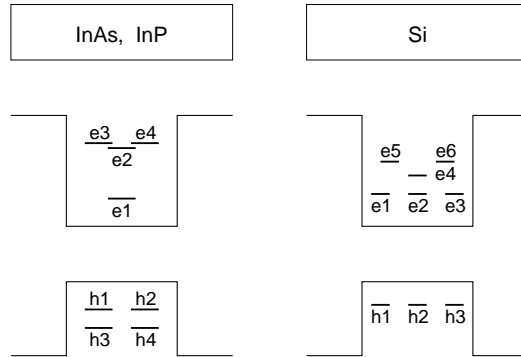 InAs, InP
Si
e3 e4
e2
e1
e5 e6
e4
e1 e2 e3
h1 h2
h3 h4
h1 h2 h3